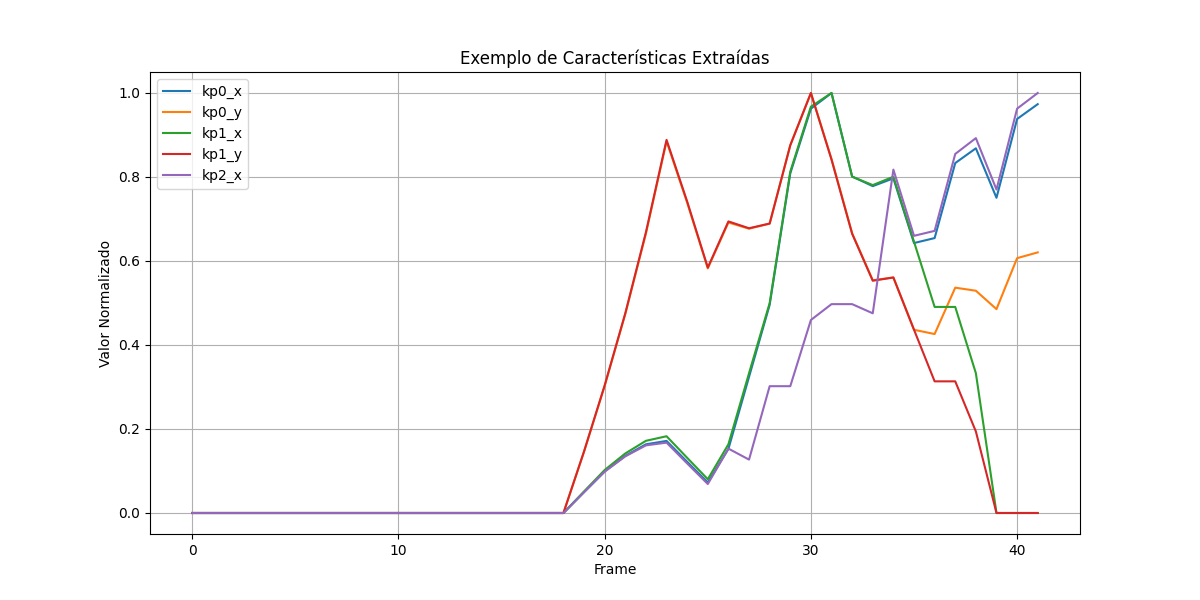 Exemplo de Características Extraídas
kp0_x
kp0_y
kp1_x
kp1_y
kp2_x
Valor Normalizado
1.0
0.8
0.6
0.4
0.2
0.0
0 10 20 30 40
Frame